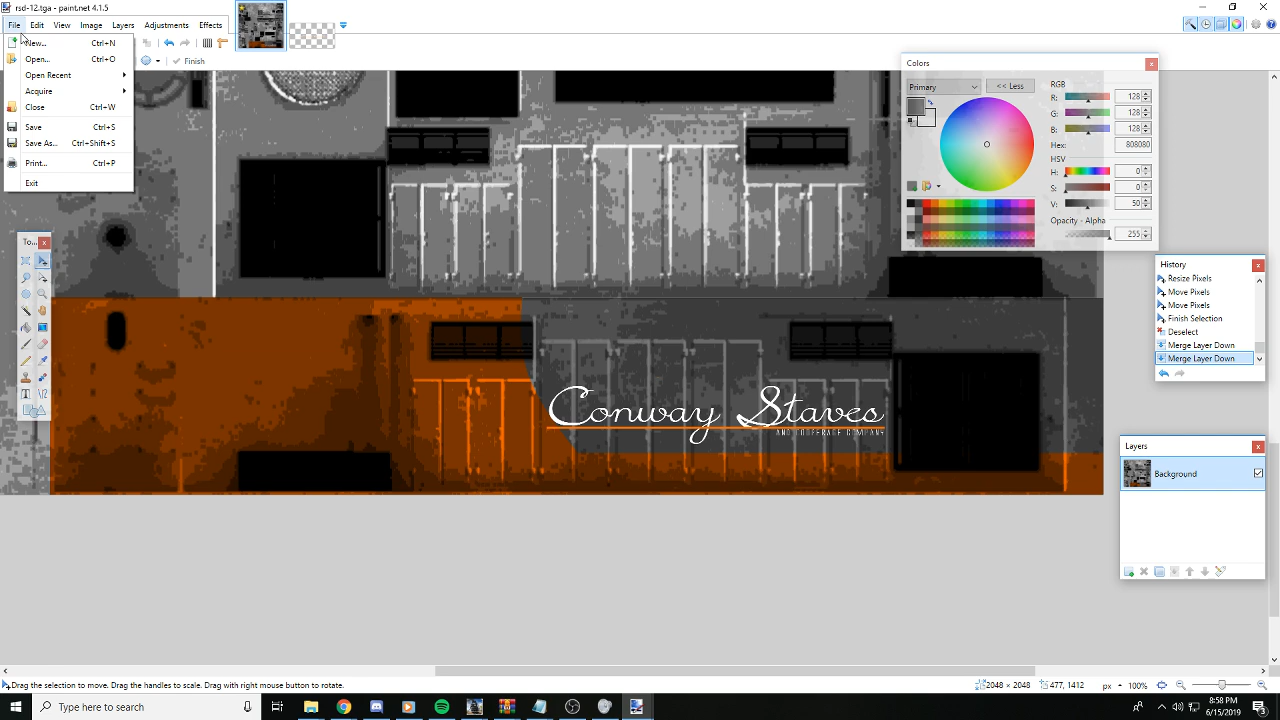 rsd-12.tga - paint.net 4.1.5
File Edit View Image Layers Adjustments Effects
New... Ctrl+N
Open... Ctrl+O
Open Recent
Acquire
Close Ctrl+W
Save Ctrl+S
Save As... Ctrl+Shift+S
Print... Ctrl+P
Exit
Finish
Colors
Primary
<< Less
RGB
R: 128
G: 128
B: 128
Hex: 808080
HSV
H: 0
S: 0
V: 50
Opacity - Alpha
255
To...
History
Resize Pixels
Move Pixels
Move Pixels
Finish Selection
Deselect
Merge Layer Down
Merge Layer Down
Conway Staves
AND COOPERAGE COMPANY
Layers
Background
Drag the selection to move. Drag the handles to scale. Drag with right mouse button to rotate.
2048 × 2048
477, 1412
px
100%
Type here to search
8:58 PM
6/15/2019